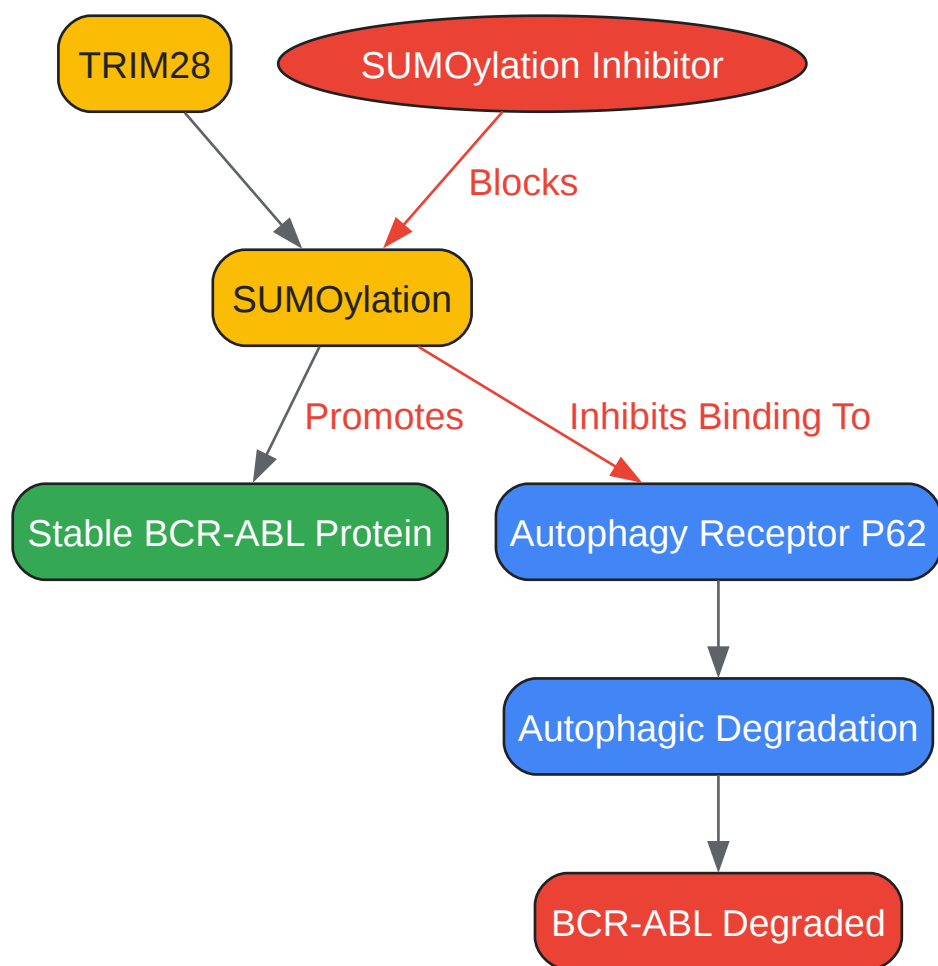 TRIM28
SUMOylation Inhibitor
Blocks
SUMOylation
Promotes
Inhibits Binding To
Stable BCR-ABL Protein
Autophagy Receptor P62
Autophagic Degradation
BCR-ABL Degraded